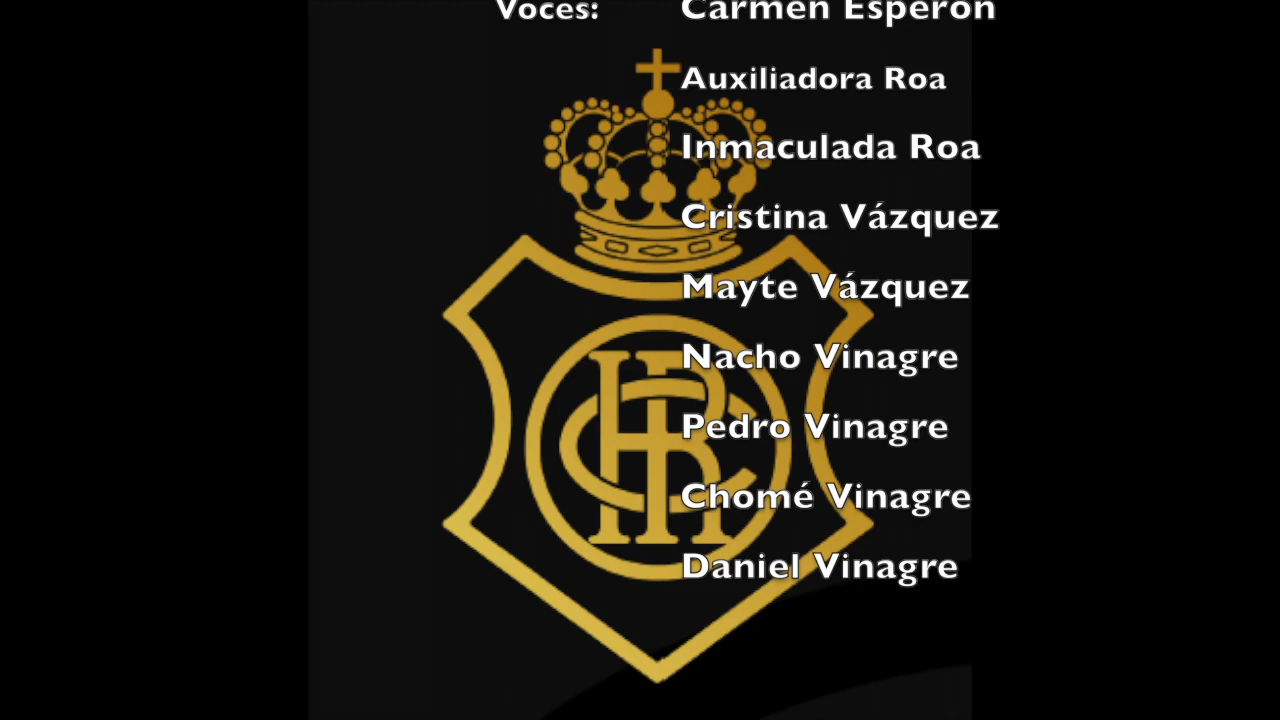 Voces: Carmen Esperón
Auxiliadora Roa
Inmaculada Roa
Cristina Vázquez
Mayte Vázquez
Nacho Vinagre
Pedro Vinagre
Chomé Vinagre
Daniel Vinagre